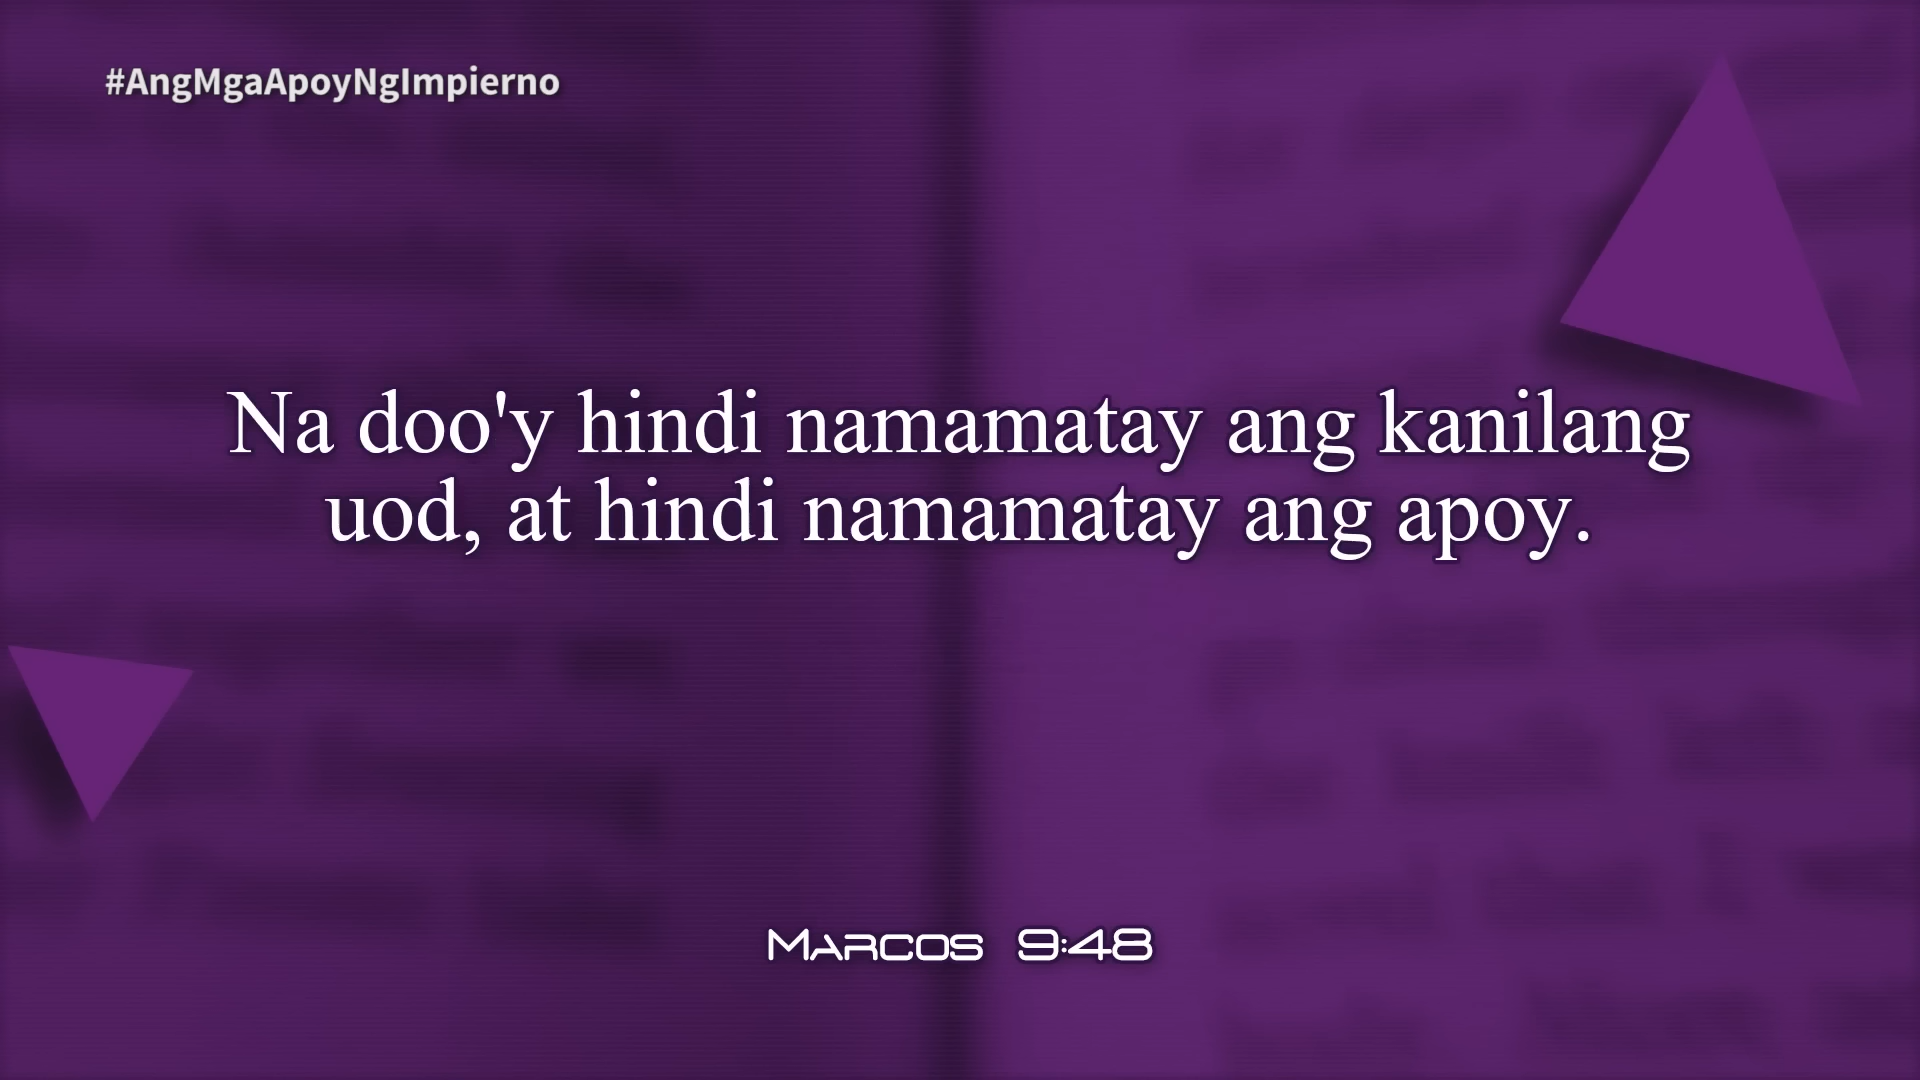 #AngMgaApoyNgImpierno
Na doo'y hindi namamatay ang kanilang
uod, at hindi namamatay ang apoy.
Marcos 9:48